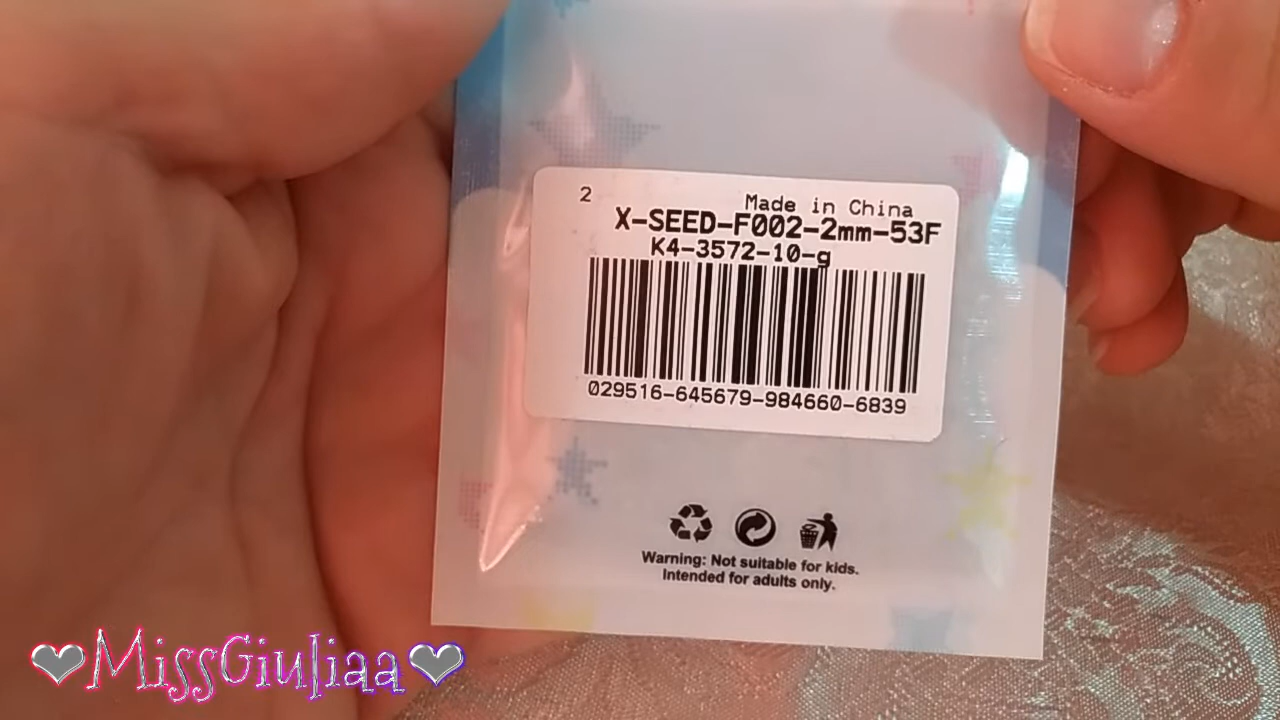 2
Made in China
X-SEED-F002-2mm-53F
K4-3572-10-g
029516-645679-984660-6839
Warning: Not suitable for kids.
Intended for adults only.
❤MissGiuliaa❤